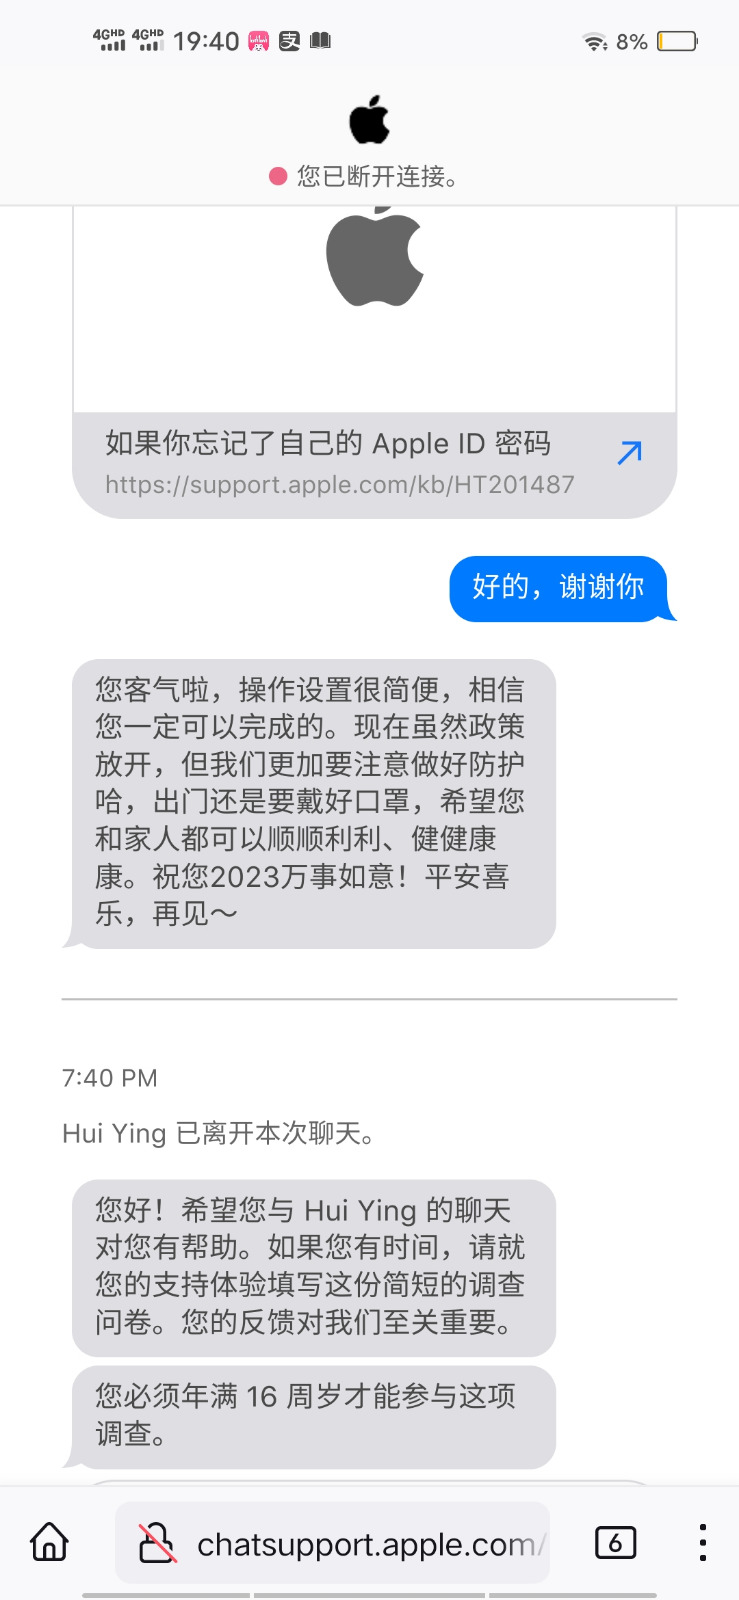 4GHD 4GHD 19:40 支 8%
您已断开连接。
如果你忘记了自己的 Apple ID 密码
https://support.apple.com/kb/HT201487
好的，谢谢你
您客气啦，操作设置很简便，相信
您一定可以完成的。现在虽然政策
放开，但我们更加要注意做好防护
哈，出门还是要戴好口罩，希望您
和家人都可以顺顺利利、健健康
康。祝您2023万事如意！平安喜
乐，再见～
7:40 PM
Hui Ying 已离开本次聊天。
您好！希望您与 Hui Ying 的聊天
对您有帮助。如果您有时间，请就
您的支持体验填写这份简短的调查
问卷。您的反馈对我们至关重要。
您必须年满 16 周岁才能参与这项
调查。
chatsupport.apple.com/
6